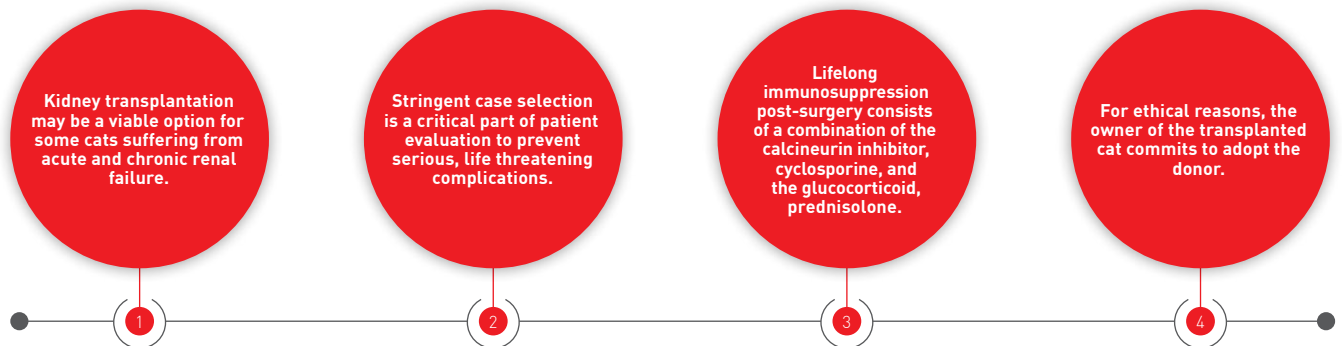 Kidney transplantation
may be a viable option for
some cats suffering from
acute and chronic renal
failure.
Stringent case selection
is a critical part of patient
evaluation to prevent
serious, life threatening
complications.
Lifelong
immunosuppression
post-surgery consists
of a combination of the
calcineurin inhibitor,
cyclosporine, and
the glucocorticoid,
prednisolone.
For ethical reasons, the
owner of the transplanted
cat commits to adopt the
donor.
1
2
3
4